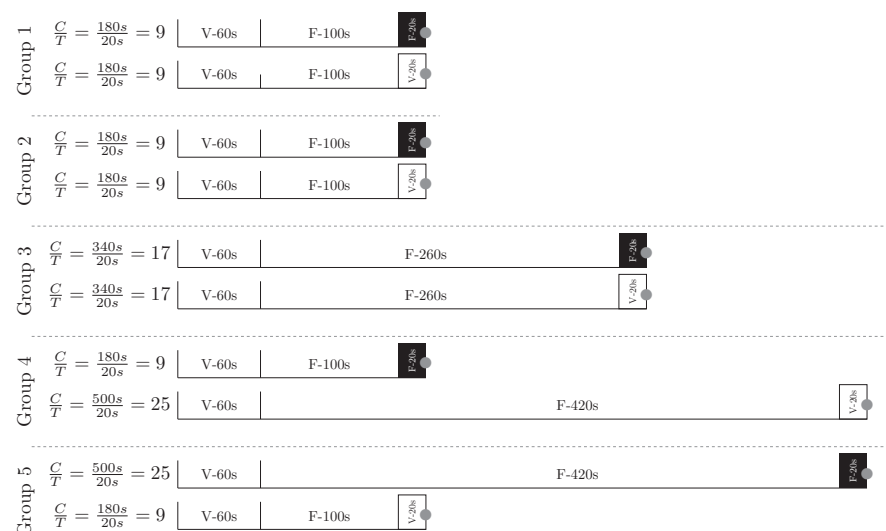 Group 1
C/T = 180s/20s = 9 V-60s F-100s F-20s
C/T = 180s/20s = 9 V-60s F-100s V-20s
Group 2
C/T = 180s/20s = 9 V-60s F-100s F-20s
C/T = 180s/20s = 9 V-60s F-100s V-20s
Group 3
C/T = 340s/20s = 17 V-60s F-260s F-20s
C/T = 340s/20s = 17 V-60s F-260s V-20s
Group 4
C/T = 180s/20s = 9 V-60s F-100s F-20s
C/T = 500s/20s = 25 V-60s F-420s V-20s
Group 5
C/T = 500s/20s = 25 V-60s F-420s F-20s
C/T = 180s/20s = 9 V-60s F-100s V-20s